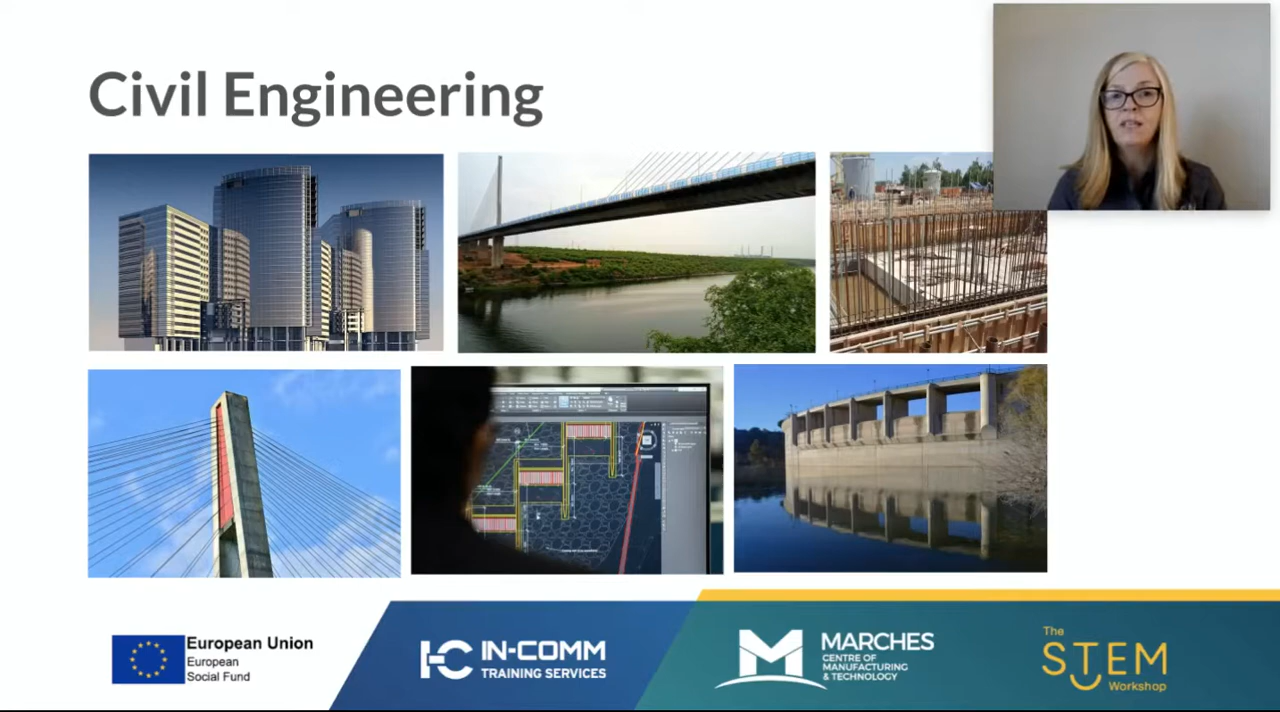 Civil Engineering
European Union
European
Social Fund
IN-COMM
TRAINING SERVICES
MARCHES
CENTRE OF
MANUFACTURING
& TECHNOLOGY
The
STEM
Workshop